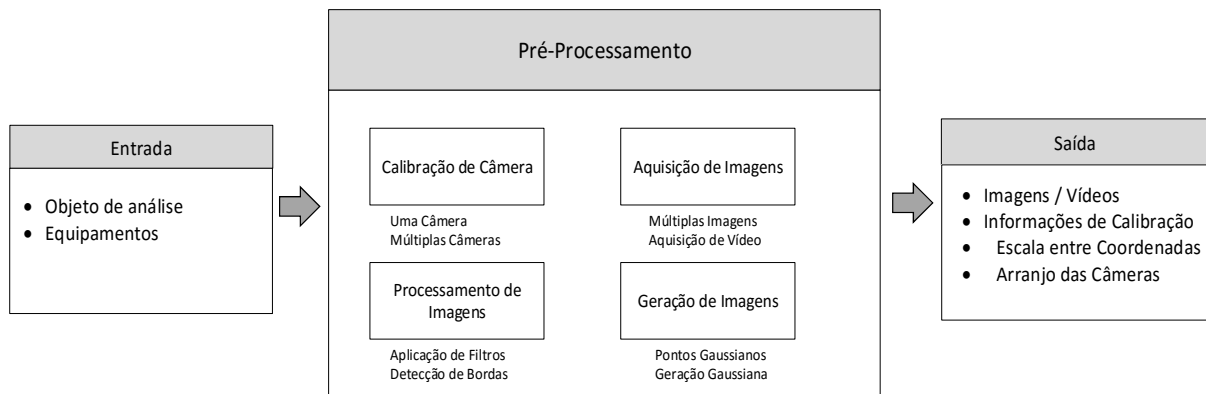 Entrada
• Objeto de análise
• Equipamentos
Pré-Processamento
Calibração de Câmera
Uma Câmera
Múltiplas Câmeras
Aquisição de Imagens
Múltiplas Imagens
Aquisição de Vídeo
Processamento de
Imagens
Aplicação de Filtros
Detecção de Bordas
Geração de Imagens
Pontos Gaussianos
Geração Gaussiana
Saída
• Imagens / Vídeos
• Informações de Calibração
• Escala entre Coordenadas
• Arranjo das Câmeras